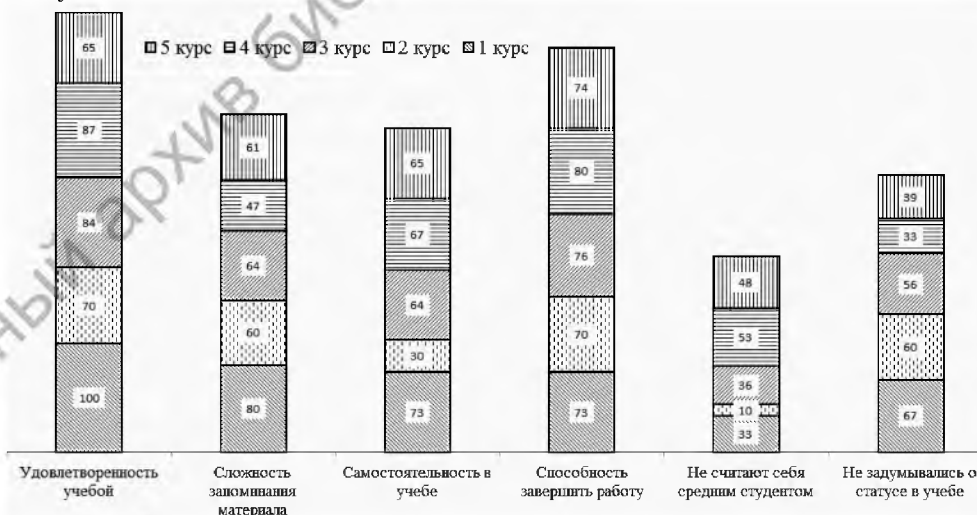 ный архив биб
5 курс 4 курс 3 курс 2 курс 1 курс
65
87
84
70
100
61
47
64
60
80
65
67
64
30
73
74
80
76
70
73
48
53
36
10
33
39
33
56
60
67
Удовлетворенность
учебой
Сложность
запоминания
материала
Самостоятельность в
учебе
Способность
завершить работу
Не считают себя
средним студентом
Не задумывались о
статусе в учебе